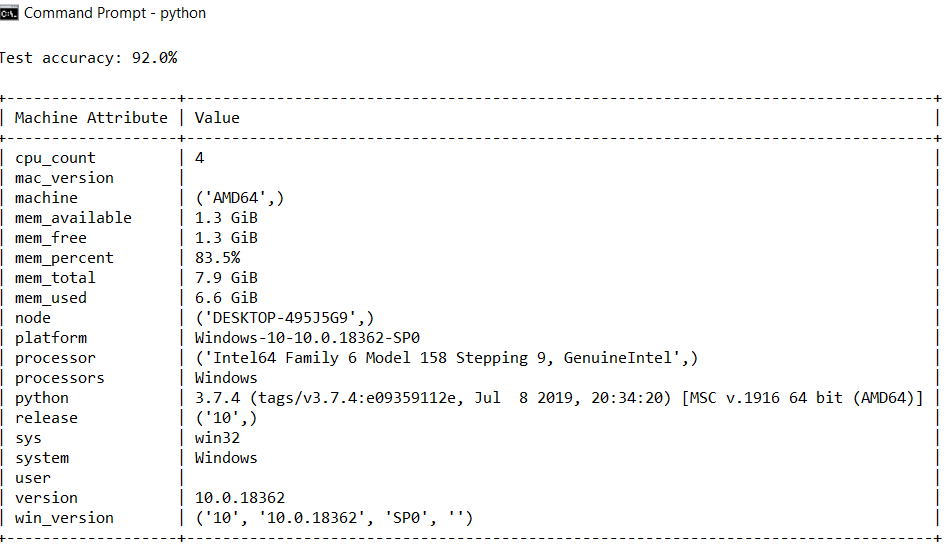 Command Prompt - python
Test accuracy: 92.0%
+-------------------+-----------------------------------------------------------------------------------+
| Machine Attribute | Value                                                                             |
+-------------------+-----------------------------------------------------------------------------------+
| cpu_count         | 4                                                                                 |
| mac_version       |                                                                                   |
| machine           | ('AMD64',)                                                                        |
| mem_available     | 1.3 GiB                                                                           |
| mem_free          | 1.3 GiB                                                                           |
| mem_percent       | 83.5%                                                                             |
| mem_total         | 7.9 GiB                                                                           |
| mem_used          | 6.6 GiB                                                                           |
| node              | ('DESKTOP-495J5G9',)                                                              |
| platform          | Windows-10-10.0.18362-SP0                                                         |
| processor         | ('Intel64 Family 6 Model 158 Stepping 9, GenuineIntel',)                          |
| processors        | Windows                                                                           |
| python            | 3.7.4 (tags/v3.7.4:e09359112e, Jul  8 2019, 20:34:20) [MSC v.1916 64 bit (AMD64)] |
| release           | ('10',)                                                                           |
| sys               | win32                                                                             |
| system            | Windows                                                                           |
| user              |                                                                                   |
| version           | 10.0.18362                                                                        |
| win_version       | ('10', '10.0.18362', 'SP0', '')                                                   |
+-------------------+-----------------------------------------------------------------------------------+